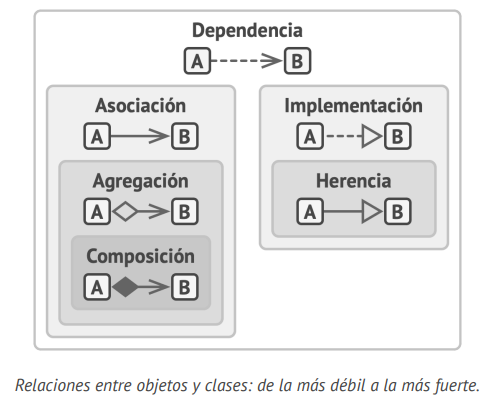 Dependencia
A B
Asociación
A B
Agregación
A B
Composición
A B
Implementación
A B
Herencia
A B
Relaciones entre objetos y clases: de la más débil a la más fuerte.